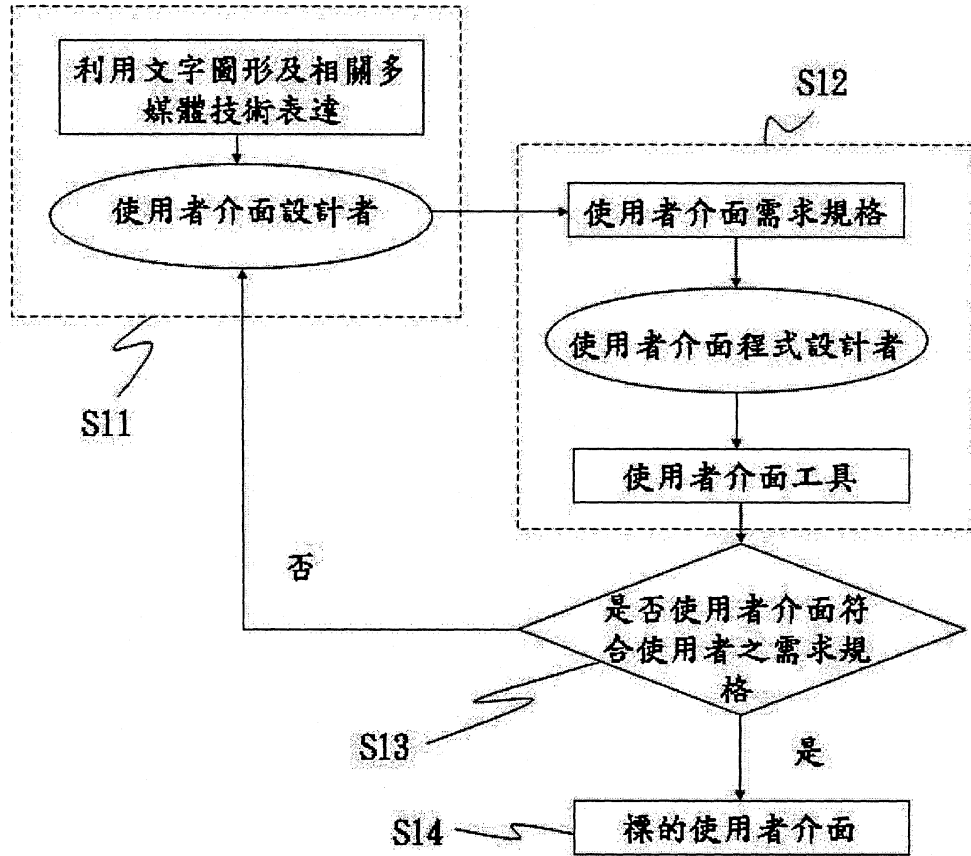 利用文字圖形及相關多
媒體技術表達
使用者介面設計者
S11
S12
使用者介面需求規格
使用者介面程式設計者
使用者介面工具
否
是否使用者介面符
合使用者之需求規
格
S13
是
S14
標的使用者介面